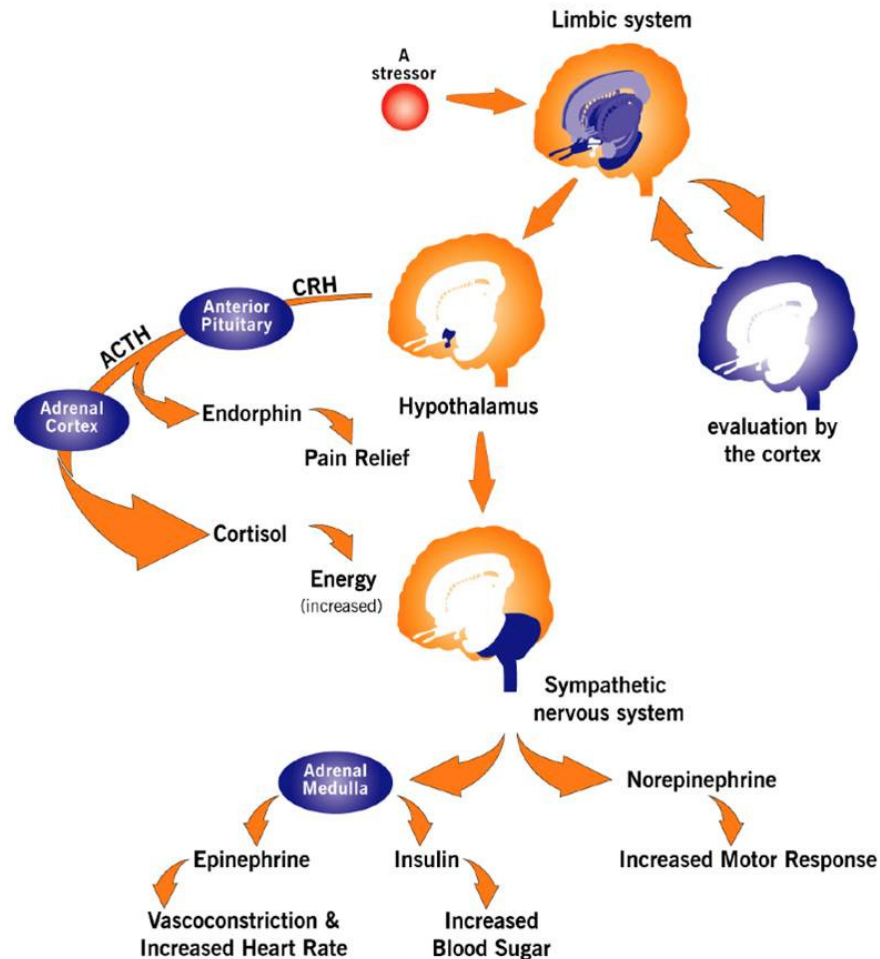 Limbic system
A
stressor
CRH
Anterior
Pituitary
ACTH
Adrenal
Cortex
Endorphin
Pain Relief
Hypothalamus
evaluation by
the cortex
Cortisol
Energy
(increased)
Sympathetic
nervous system
Adrenal
Medulla
Norepinephrine
Epinephrine
Insulin
Increased Motor Response
Vascoconstriction &
Increased Heart Rate
Increased
Blood Sugar